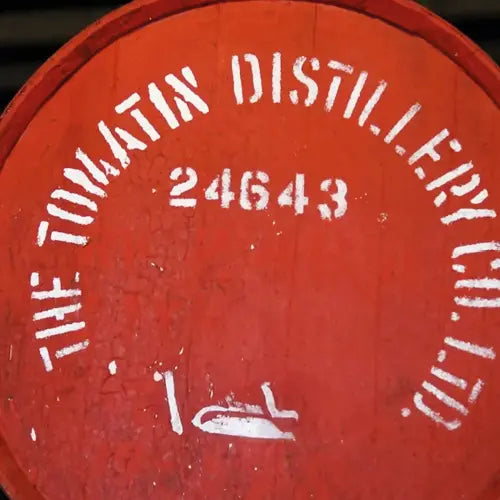 THE TOMATIN DISTILLERY CO. LTD.
24643